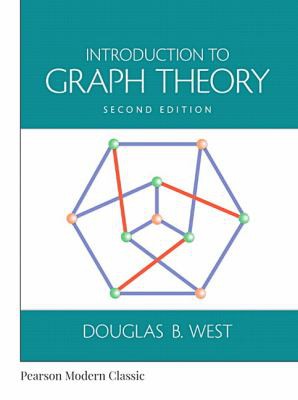 INTRODUCTION TO
GRAPH THEORY
SECOND EDITION
DOUGLAS B. WEST
Pearson Modern Classic